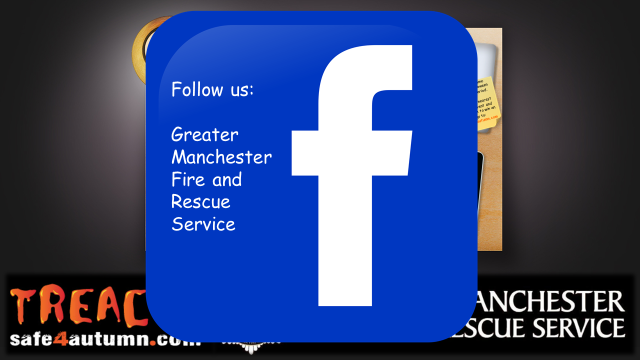 Follow us:
Greater
Manchester
Fire and
Rescue
Service
TREAC
ANCHESTER
safe4autumn.com
ESCUE SERVICE